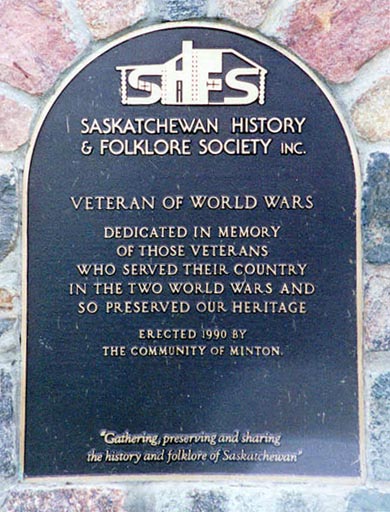 SHFS
SASKATCHEWAN HISTORY
& FOLKLORE SOCIETY INC.
VETERAN OF WORLD WARS
DEDICATED IN MEMORY
OF THOSE VETERANS
WHO SERVED THEIR COUNTRY
IN THE TWO WORLD WARS AND
SO PRESERVED OUR HERITAGE
ERECTED 1990 BY
THE COMMUNITY OF MINTON.
"Gathering, preserving and sharing
the history and folklore of Saskatchewan"